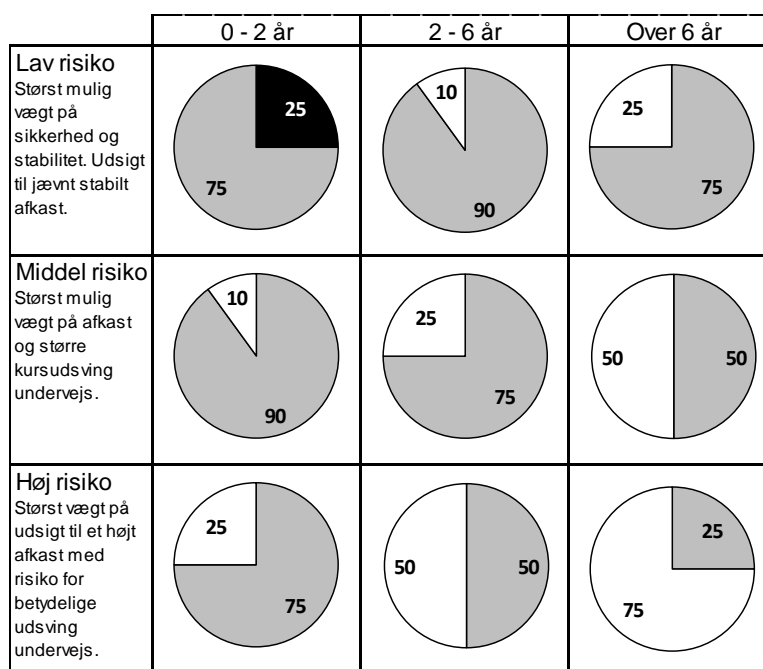 0 - 2 år
2 - 6 år
Over 6 år
Lav risiko
Størst mulig
vægt på
sikkerhed og
stabilitet. Udsigt
til jævnt stabilt
afkast.
25
75
10
90
25
75
Middel risiko
Størst mulig
vægt på afkast
og større
kursudsving
undervejs.
10
90
25
75
50
50
Høj risiko
Størst vægt på
udsigt til et højt
afkast med
risiko for
betydelige
udsving
undervejs.
25
75
50
50
25
75